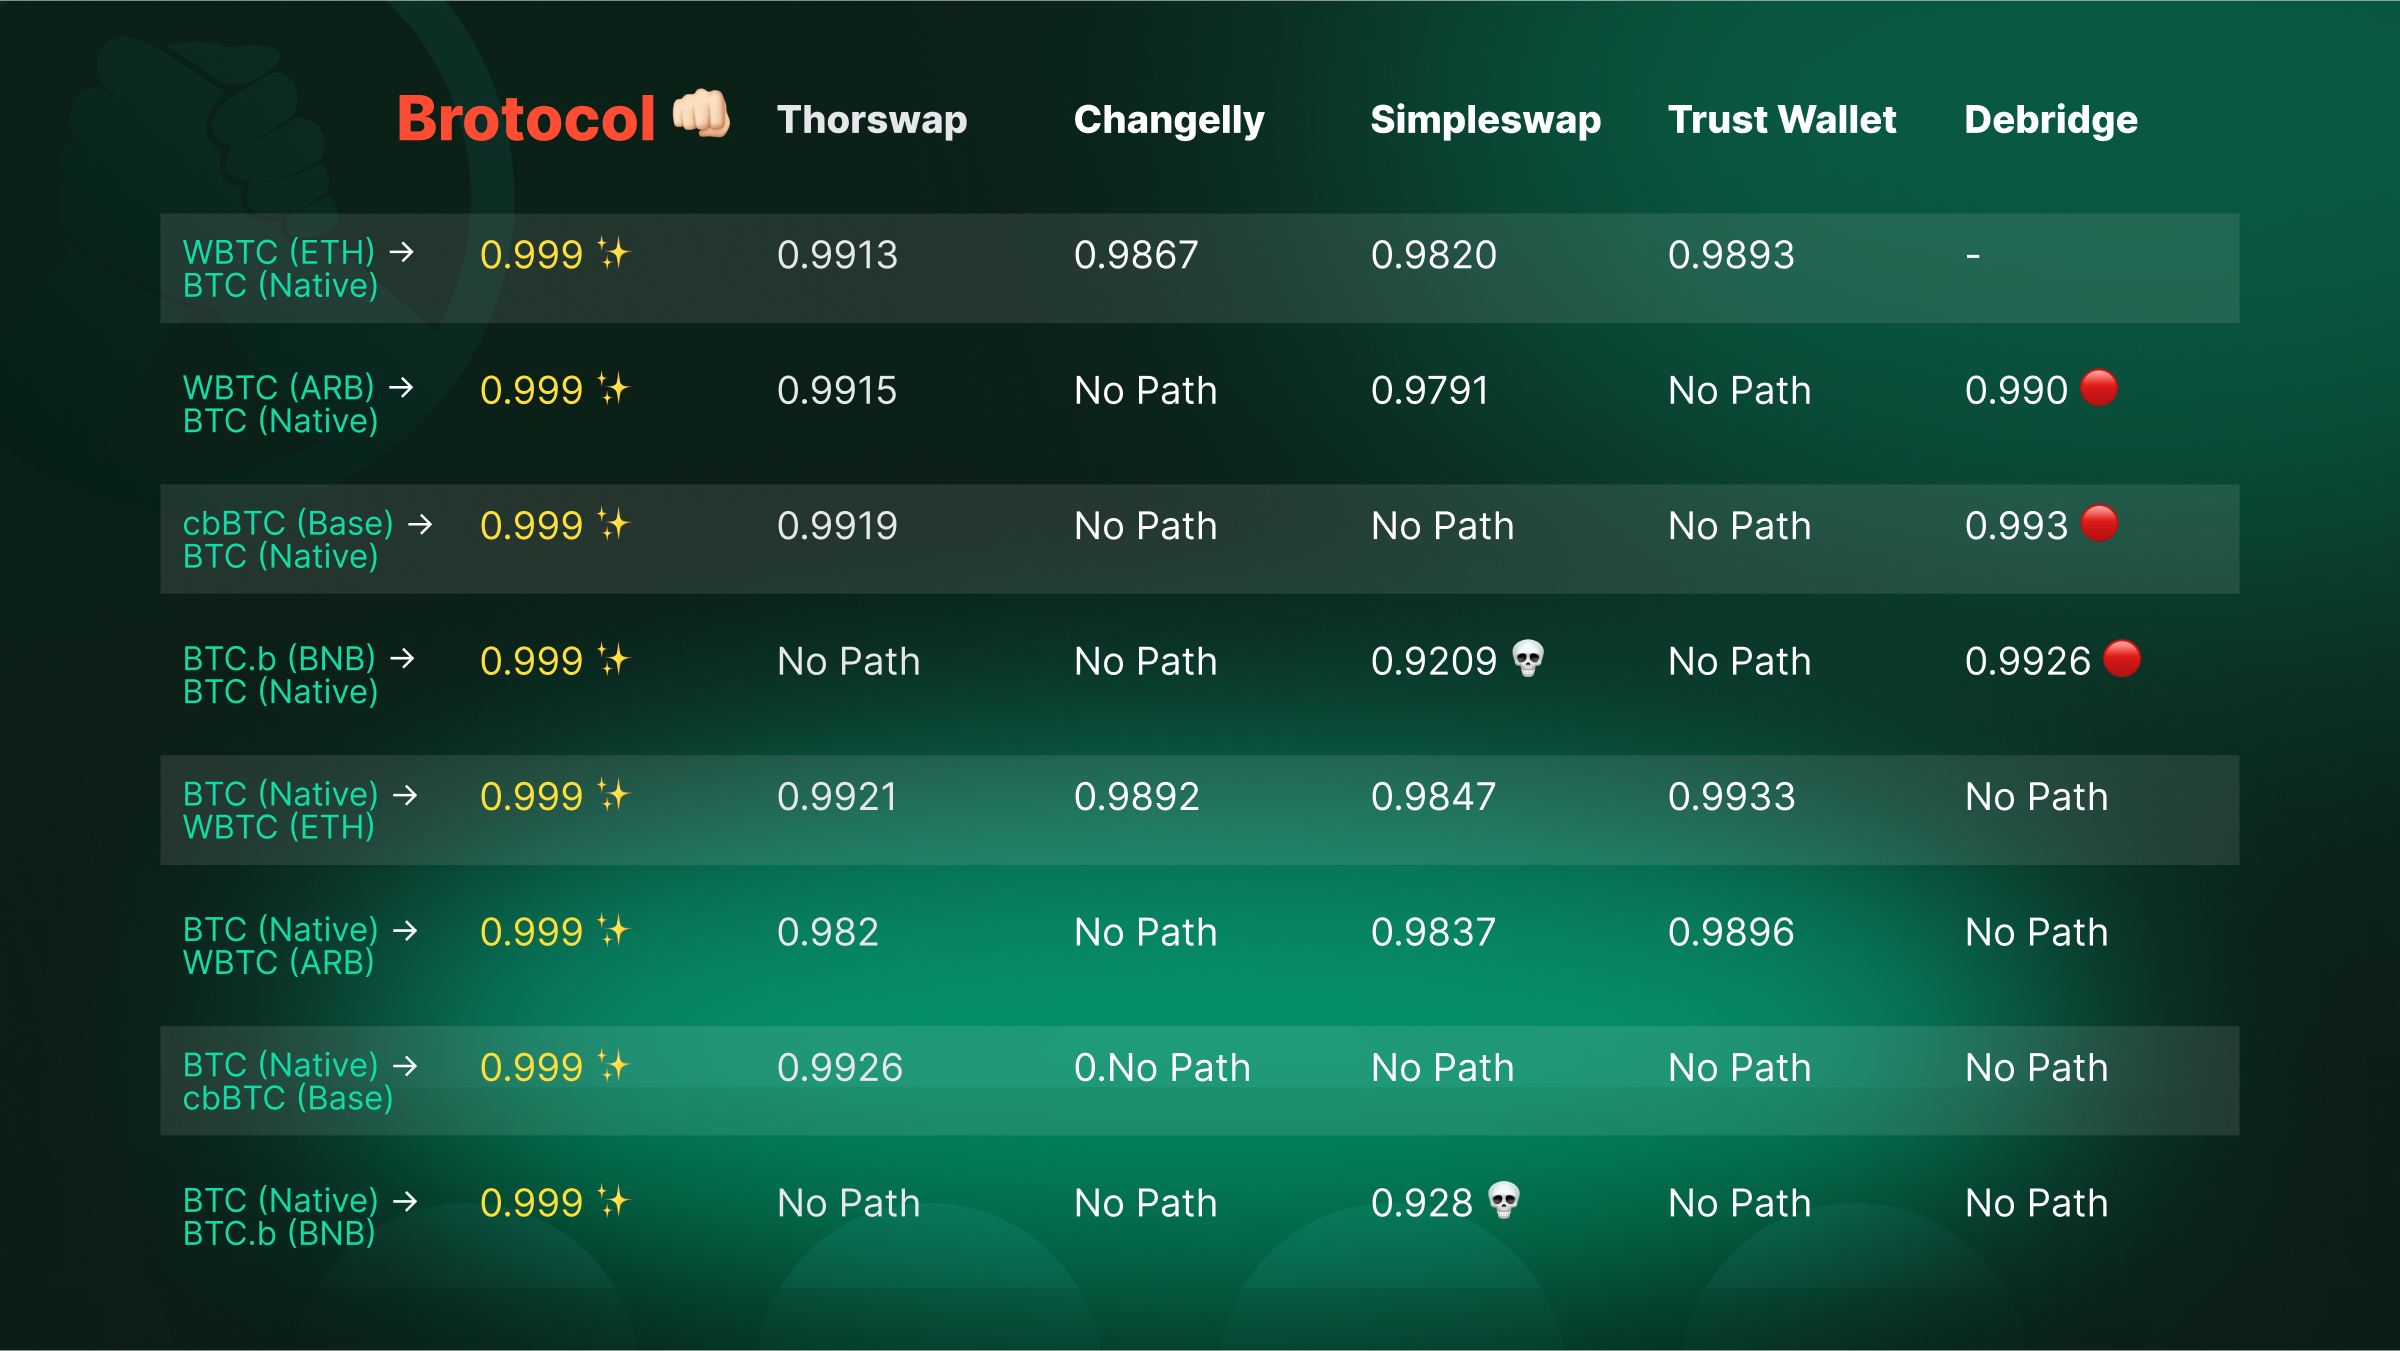 Brotocol 👊🏻 Thorswap Changelly Simpleswap Trust Wallet Debridge
WBTC (ETH) → 0.999 ✨ 0.9913 0.9867 0.9820 0.9893 -
BTC (Native)
WBTC (ARB) → 0.999 ✨ 0.9915 No Path 0.9791 No Path 0.990 🔴
BTC (Native)
cbBTC (Base) → 0.999 ✨ 0.9919 No Path No Path No Path 0.993 🔴
BTC (Native)
BTC.b (BNB) → 0.999 ✨ No Path No Path 0.9209 💀 No Path 0.9926 🔴
BTC (Native)
BTC (Native) → 0.999 ✨ 0.9921 0.9892 0.9847 0.9933 No Path
WBTC (ETH)
BTC (Native) → 0.999 ✨ 0.982 No Path 0.9837 0.9896 No Path
WBTC (ARB)
BTC (Native) → 0.999 ✨ 0.9926 0.No Path No Path No Path No Path
cbBTC (Base)
BTC (Native) → 0.999 ✨ No Path No Path 0.928 💀 No Path No Path
BTC.b (BNB)